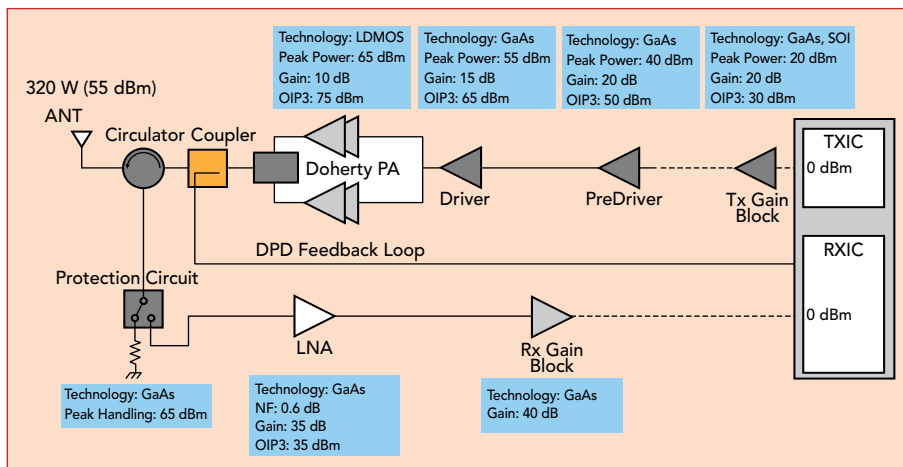 Technology: LDMOS
Peak Power: 65 dBm
Gain: 10 dB
OIP3: 75 dBm
Technology: GaAs
Peak Power: 55 dBm
Gain: 15 dB
OIP3: 65 dBm
Technology: GaAs
Peak Power: 40 dBm
Gain: 20 dB
OIP3: 50 dBm
Technology: GaAs, SOI
Peak Power: 20 dBm
Gain: 20 dB
OIP3: 30 dBm
320 W (55 dBm)
ANT
Circulator Coupler
Doherty PA
Driver
PreDriver
Tx Gain
Block
TXIC
0 dBm
DPD Feedback Loop
RXIC
0 dBm
Protection Circuit
LNA
Rx Gain
Block
Technology: GaAs
Peak Handling: 65 dBm
Technology: GaAs
NF: 0.6 dB
Gain: 35 dB
OIP3: 35 dBm
Technology: GaAs
Gain: 40 dB